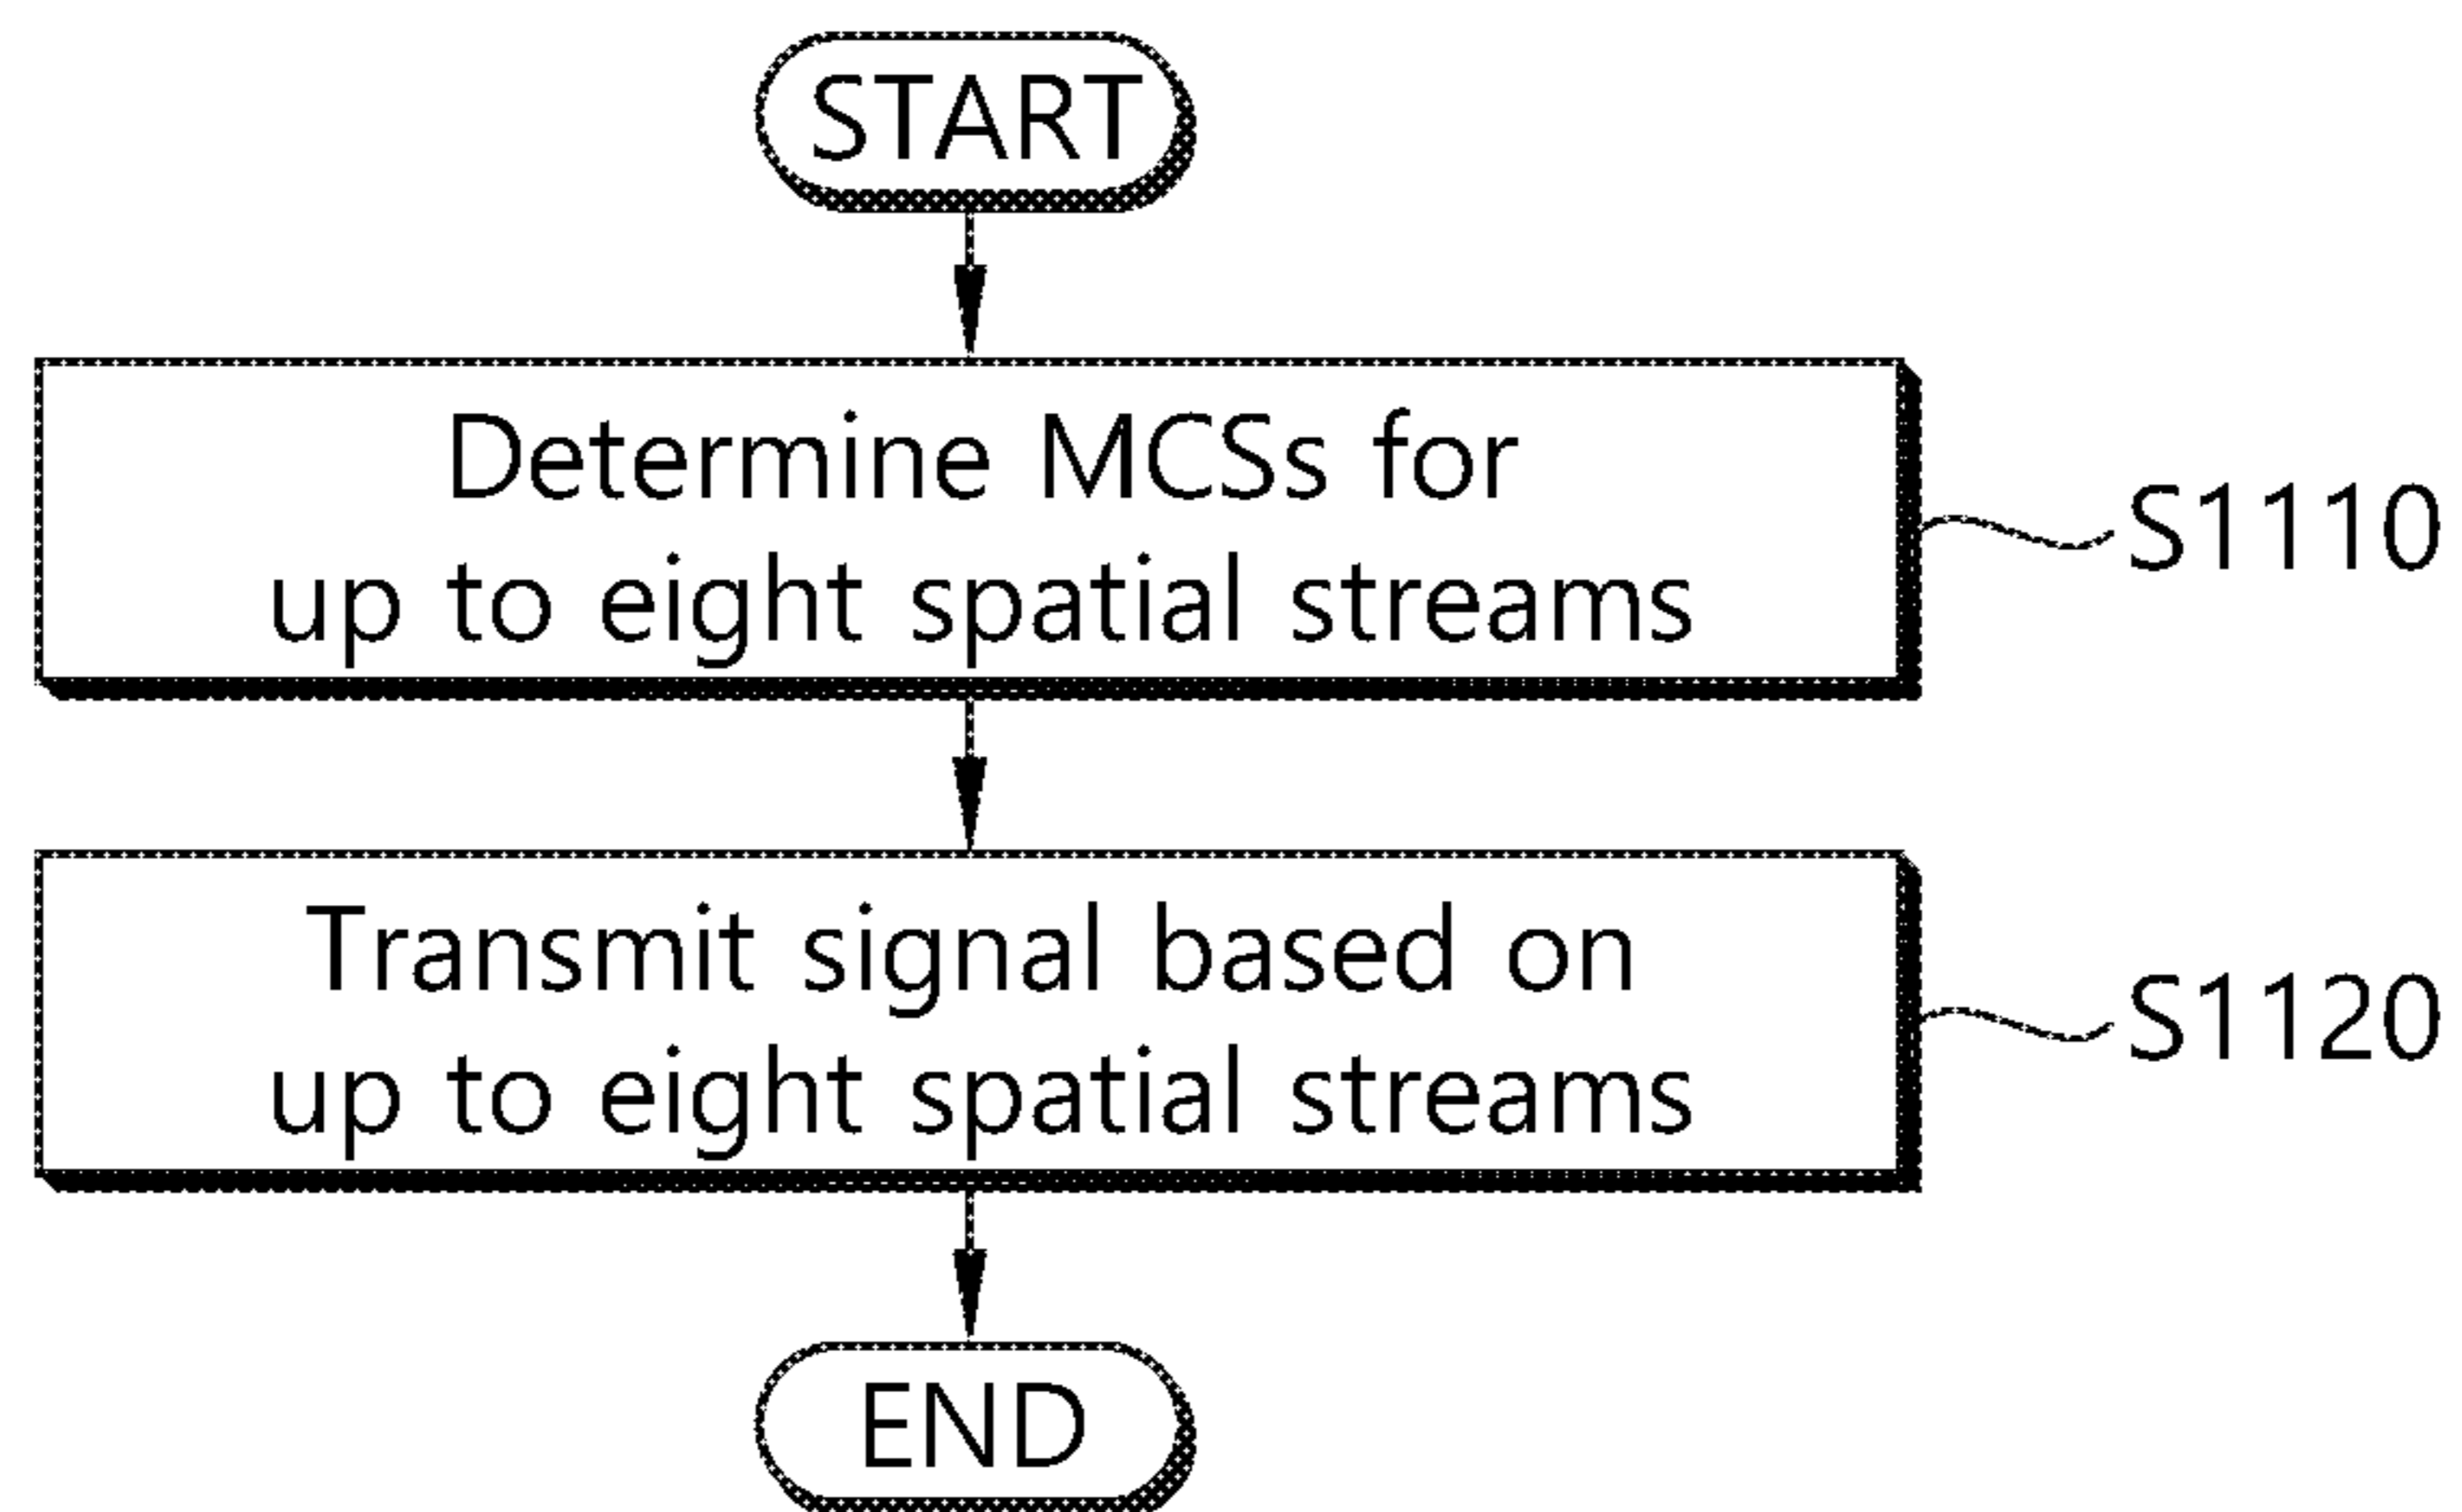 START
Determine MCSs for
up to eight spatial streams
S1110
Transmit signal based on
up to eight spatial streams
S1120
END